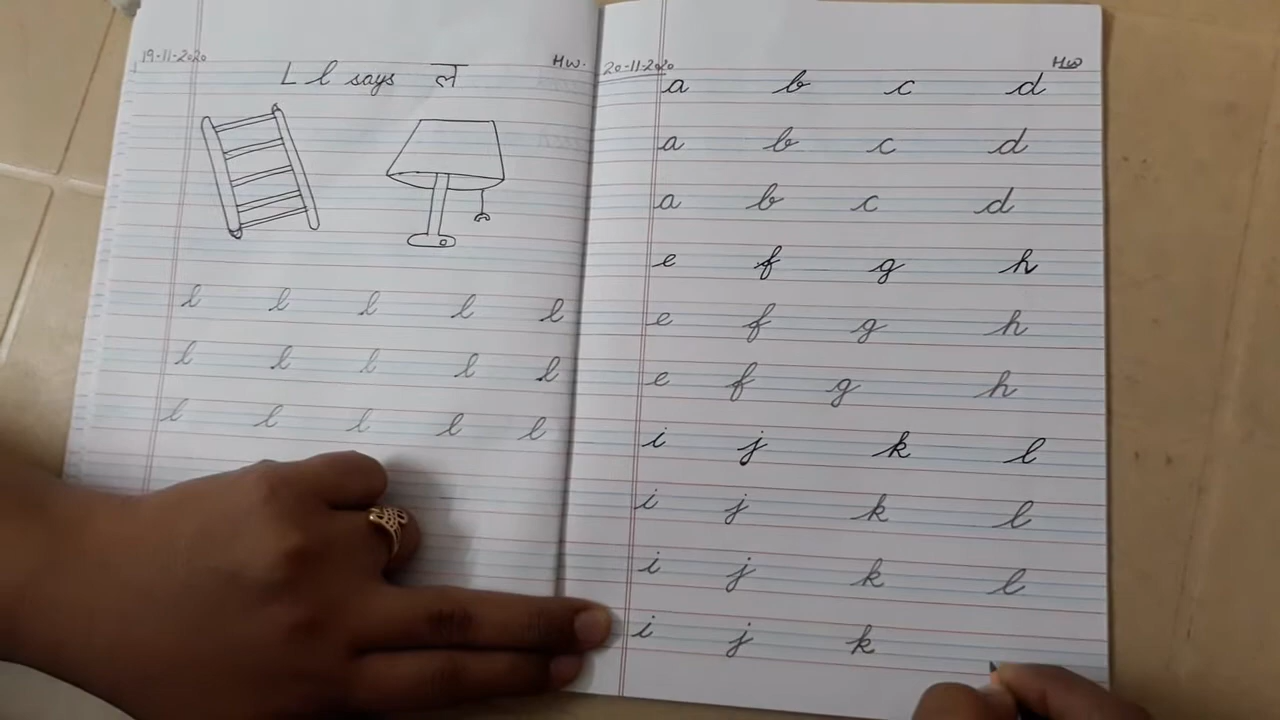 19-11-2020 HW.
L l says ल
l l l l l
l l l l l
l l l l l
20-11-2020 HW
a b c d
a b c d
a b c d
e f g h
e f g h
e f g h
i j k l
i j k l
i j k l
i j k